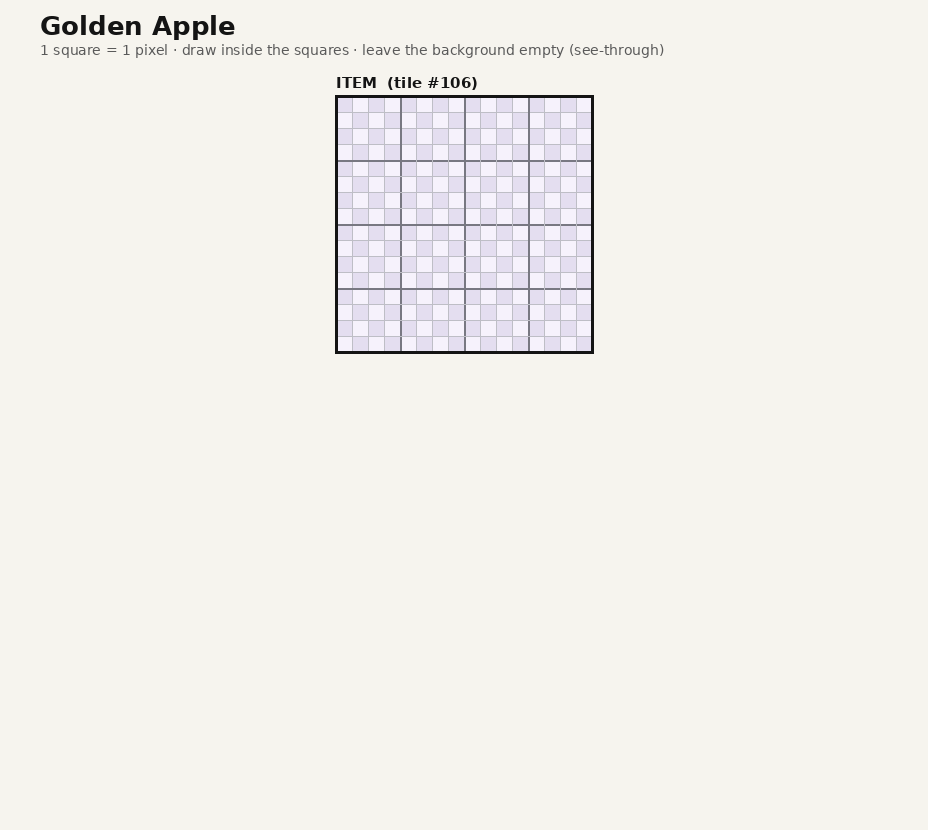 Golden Apple
1 square = 1 pixel · draw inside the squares · leave the background empty (see-through)
ITEM (tile #106)